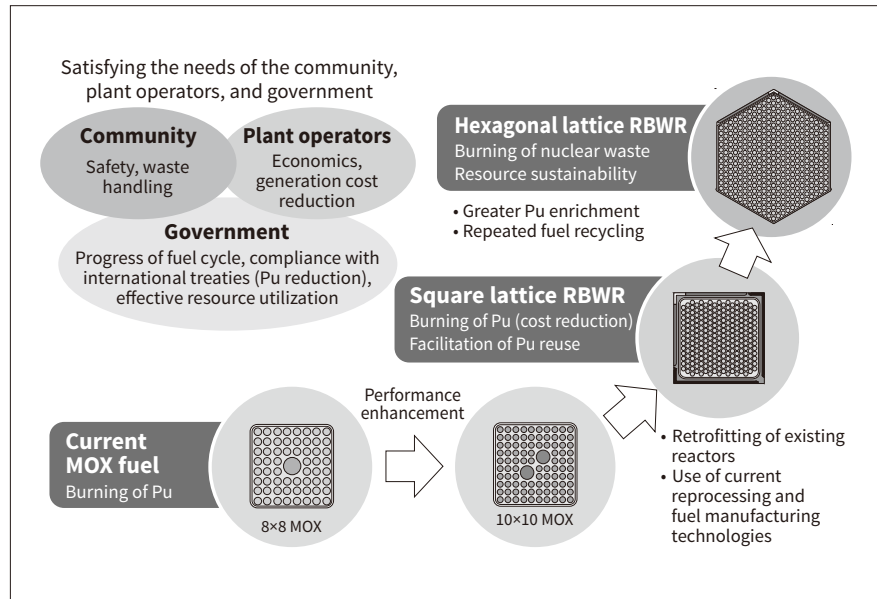 Satisfying the needs of the community,
plant operators, and government
Community
Safety, waste
handling
Plant operators
Economics,
generation cost
reduction
Government
Progress of fuel cycle, compliance with
international treaties (Pu reduction),
effective resource utilization
Hexagonal lattice RBWR
Burning of nuclear waste
Resource sustainability
• Greater Pu enrichment
• Repeated fuel recycling
Square lattice RBWR
Burning of Pu (cost reduction)
Facilitation of Pu reuse
• Retrofitting of existing
reactors
• Use of current
reprocessing and
fuel manufacturing
technologies
Current
MOX fuel
Burning of Pu
8×8 MOX
Performance
enhancement
10×10 MOX